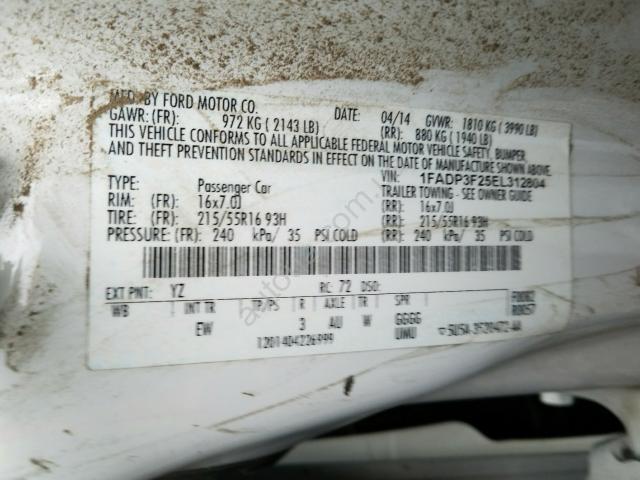 MFD. BY FORD MOTOR CO.
DATE: 04/14 GVWR: 1810 KG (3990 LB)
GAWR: (FR): 972 KG (2143 LB) (RR): 880 KG (1940 LB)
THIS VEHICLE CONFORMS TO ALL APPLICABLE FEDERAL MOTOR VEHICLE SAFETY, BUMPER,
AND THEFT PREVENTION STANDARDS IN EFFECT ON THE DATE OF MANUFACTURE SHOWN ABOVE.
VIN: 1FADP3F25EL312804
TYPE: Passenger Car TRAILER TOWING - SEE OWNER GUIDE
RIM: (FR): 16x7.0J (RR): 16x7.0J
TIRE: (FR): 215/55R16 93H (RR): 215/55R16 93H
PRESSURE: (FR): 240 kPa/ 35 PSI COLD (RR): 240 kPa/ 35 PSI COLD
EXT PNT: YZ RC: 72 DSO:
WB INT TR TP/PS R AXLE TR SPR
EW 3 AU W GGGG
UMU
1201404226999